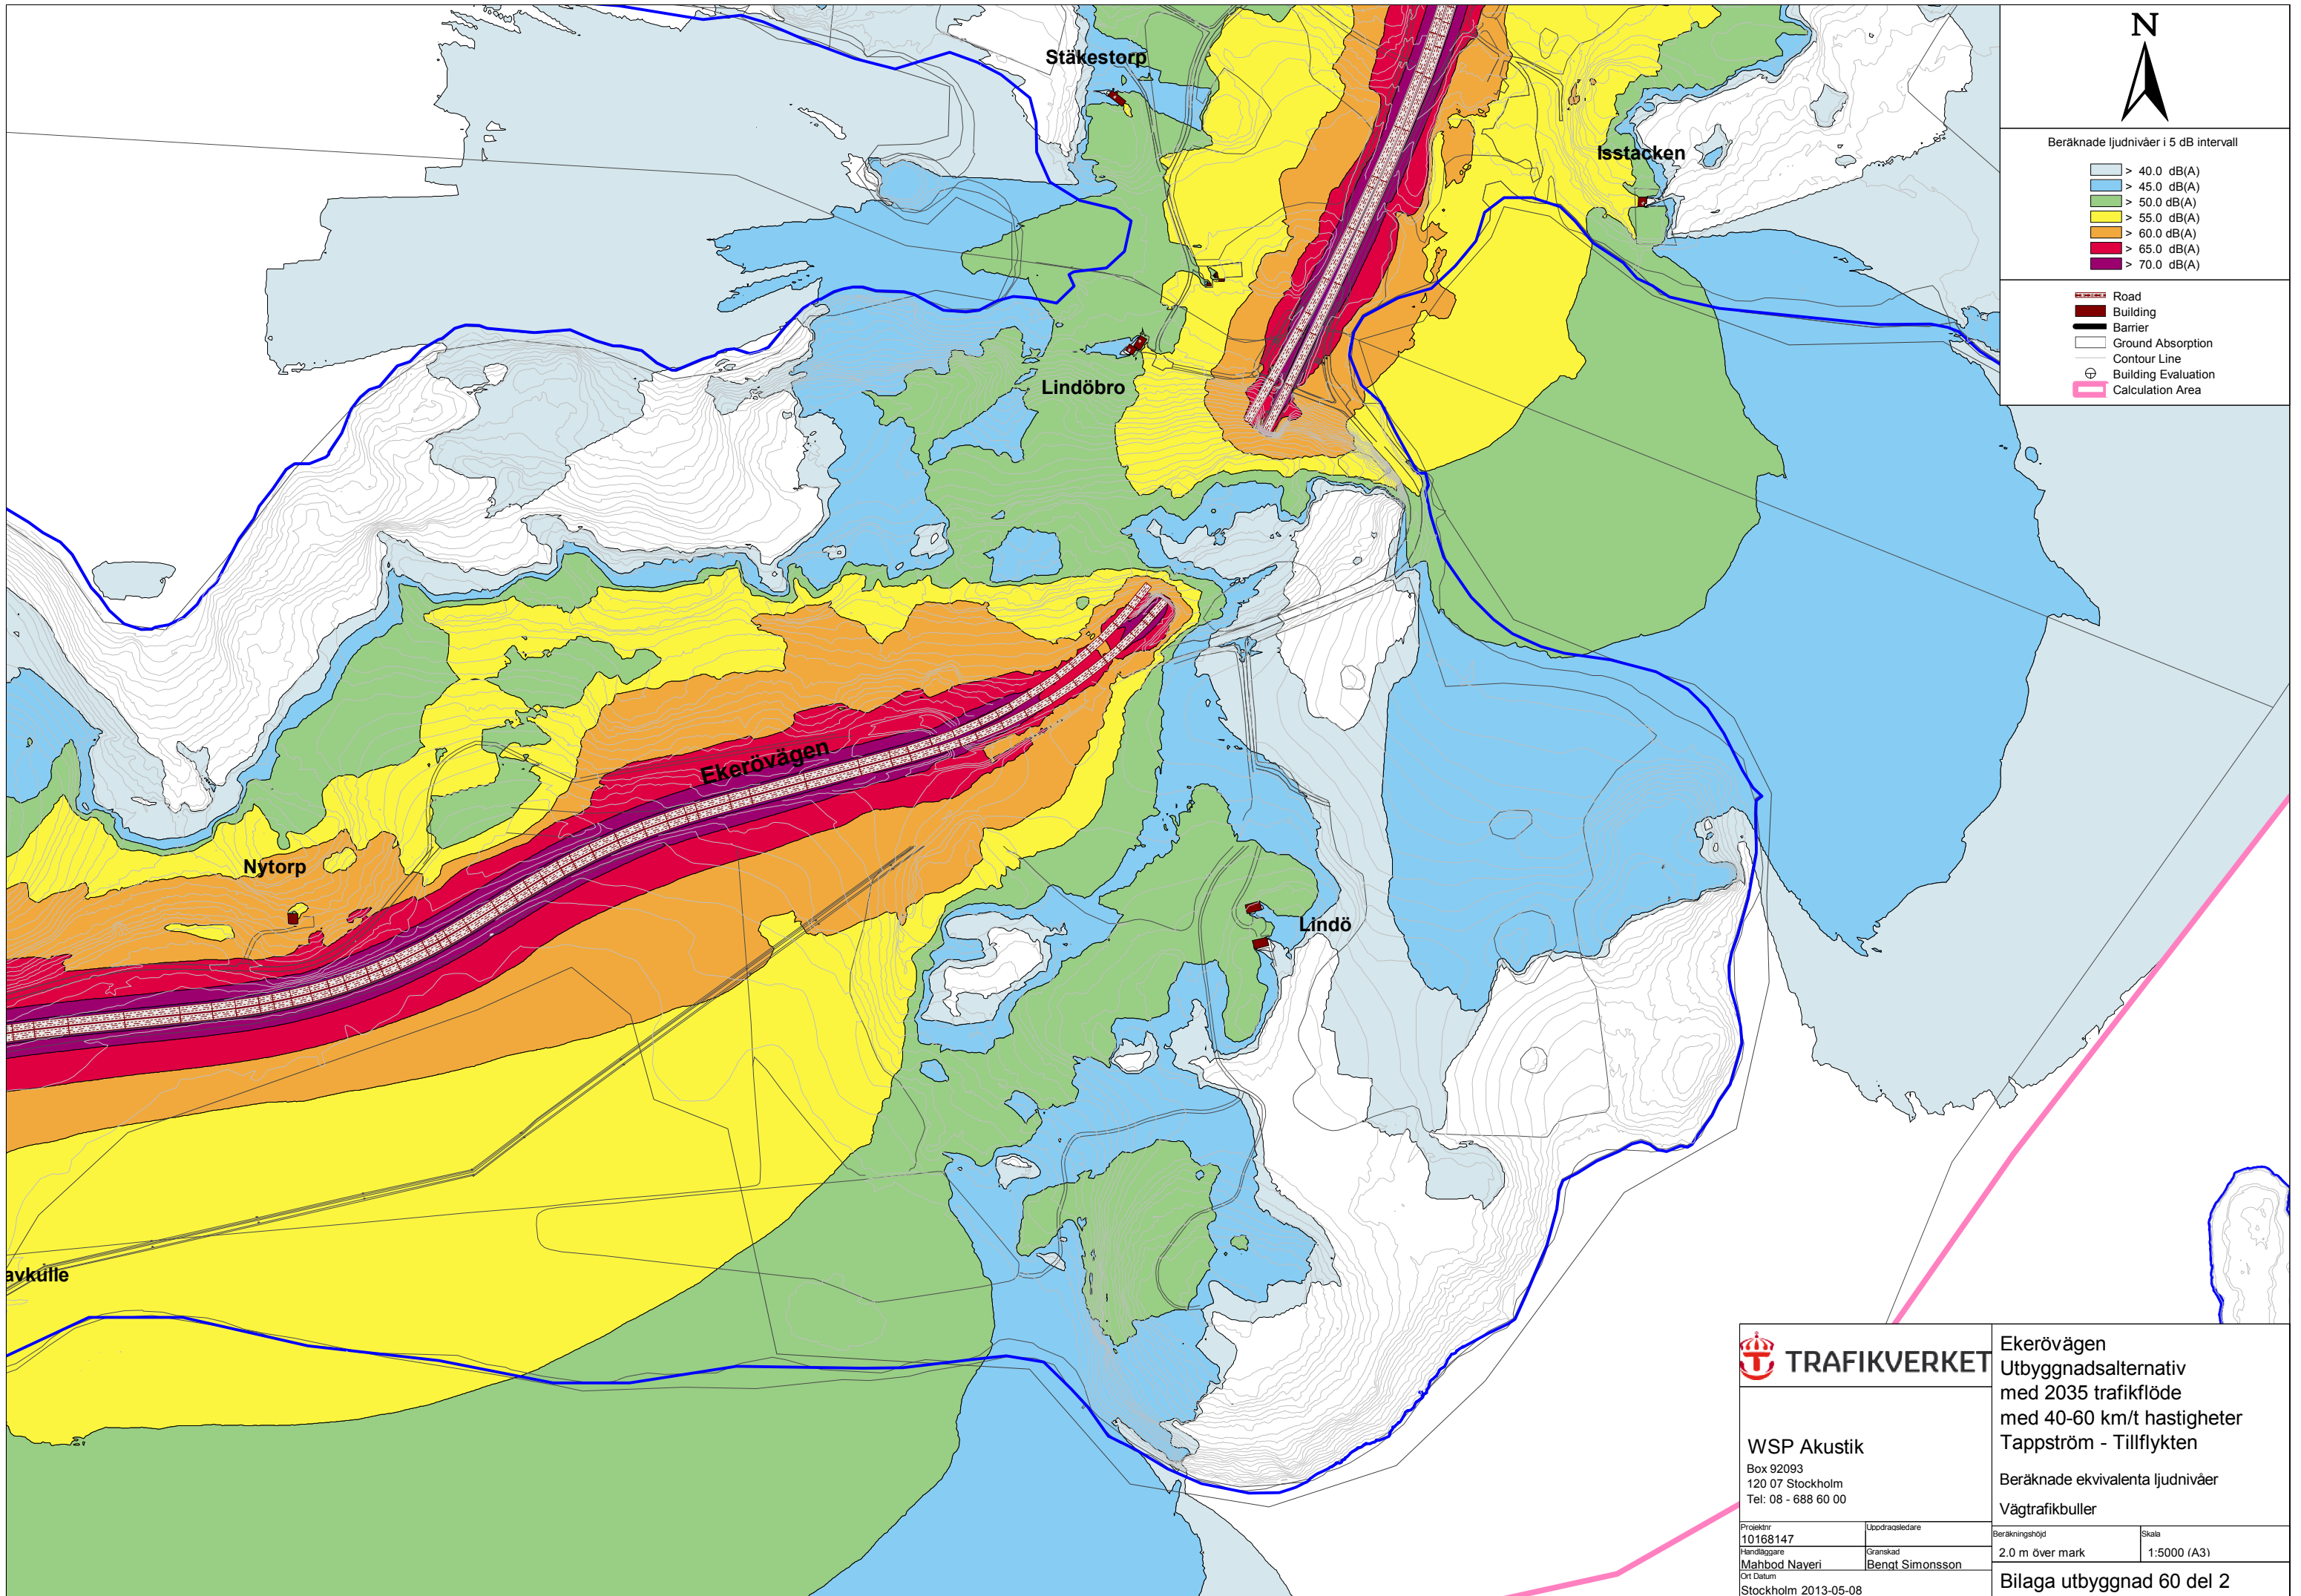 Stäkestorp
Isstacken
Lindöbro
Ekerövägen
Nytorp
Lindö
avkulle
N
Beräknade ljudnivåer i 5 dB intervall
> 40.0 dB(A)
> 45.0 dB(A)
> 50.0 dB(A)
> 55.0 dB(A)
> 60.0 dB(A)
> 65.0 dB(A)
> 70.0 dB(A)
Road
Building
Barrier
Ground Absorption
Contour Line
Building Evaluation
Calculation Area
TRAFIKVERKET
WSP Akustik
Box 92093
120 07 Stockholm
Tel: 08 - 688 60 00
Projektnr
10168147
Uppdragsledare
Handläggare
Mahbod Nayeri
Granskad
Bengt Simonsson
Ort Datum
Stockholm 2013-05-08
Ekerövägen
Utbyggnadsalternativ
med 2035 trafikflöde
med 40-60 km/t hastigheter
Tappström - Tillflykten
Beräknade ekvivalenta ljudnivåer
Vägtrafikbuller
Beräkningshöjd
2.0 m över mark
Skala
1:5000 (A3)
Bilaga utbyggnad 60 del 2